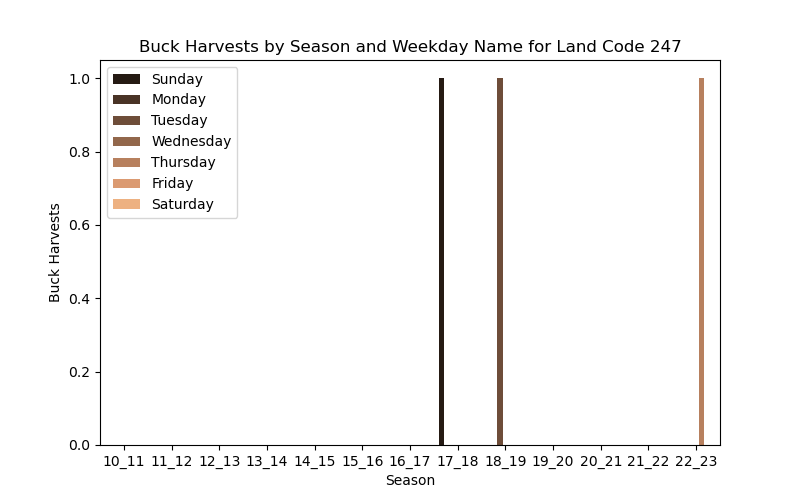 Buck Harvests by Season and Weekday Name for Land Code 247
1.0
0.8
0.6
0.4
0.2
0.0
Buck Harvests
Sunday
Monday
Tuesday
Wednesday
Thursday
Friday
Saturday
10_11 11_12 12_13 13_14 14_15 15_16 16_17 17_18 18_19 19_20 20_21 21_22 22_23
Season